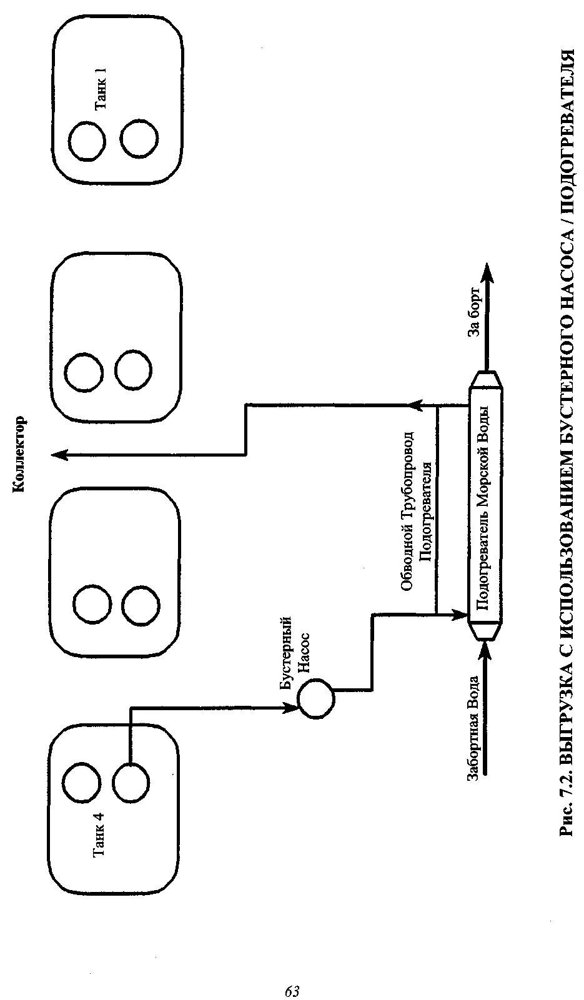 Коллектор
Танк 4
Танк 1
Бустерный
Насос
Обводной Трубопровод
Подогревателя
Забортная Вода
Подогреватель Морской Воды
За борт
Рис. 7.2. ВЫГРУЗКА С ИСПОЛЬЗОВАНИЕМ БУСТЕРНОГО НАСОСА / ПОДОГРЕВАТЕЛЯ
63